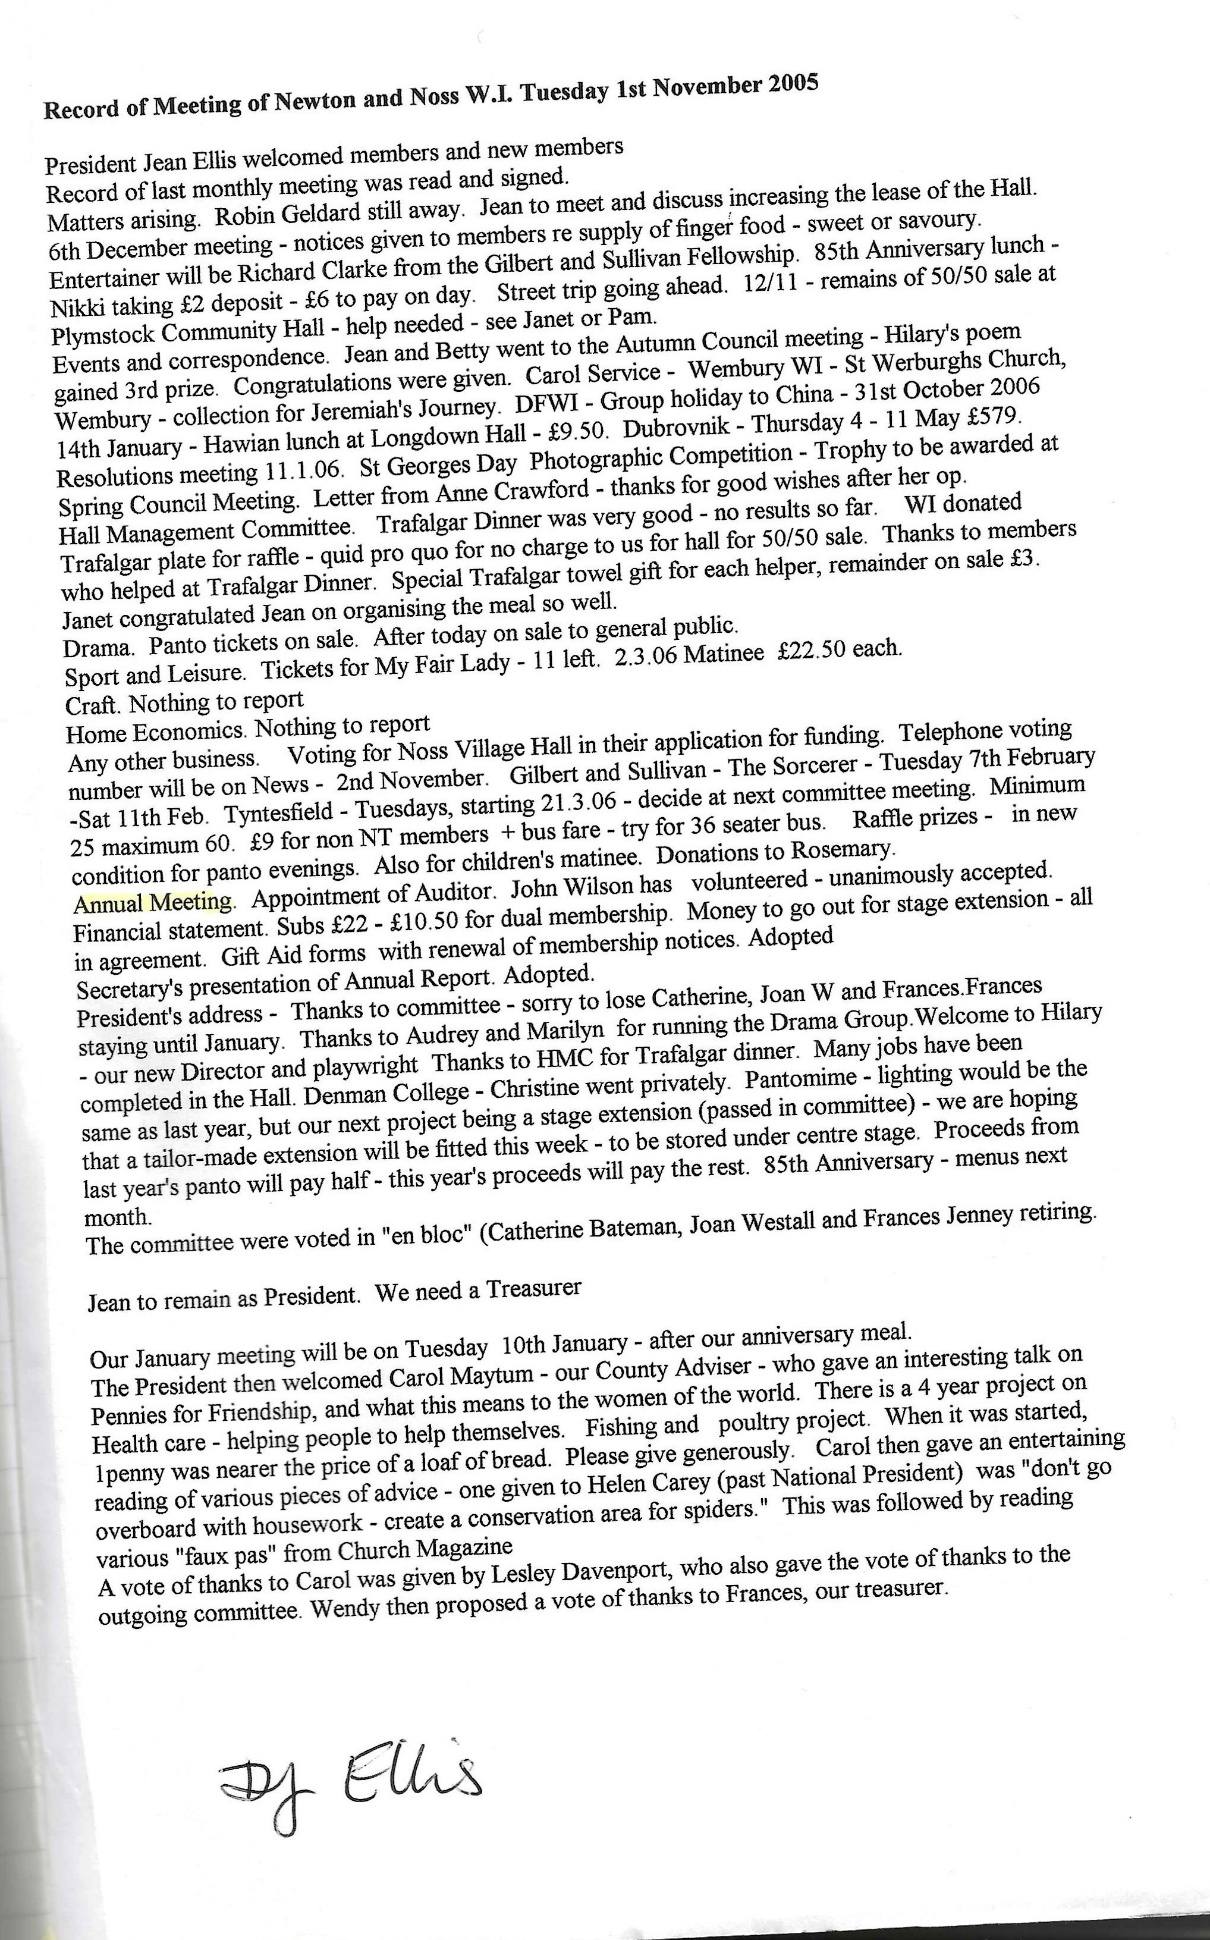 Record of Meeting of Newton and Noss W.I. Tuesday 1st November 2005
President Jean Ellis welcomed members and new members
Record of last monthly meeting was read and signed.
Matters arising. Robin Geldard still away. Jean to meet and discuss increasing the lease of the Hall.
6th December meeting - notices given to members re supply of finger food - sweet or savoury.
Entertainer will be Richard Clarke from the Gilbert and Sullivan Fellowship. 85th Anniversary lunch -
Nikki taking £2 deposit - £6 to pay on day. Street trip going ahead. 12/11 - remains of 50/50 sale at
Plymstock Community Hall - help needed - see Janet or Pam.
Events and correspondence. Jean and Betty went to the Autumn Council meeting - Hilary's poem
gained 3rd prize. Congratulations were given. Carol Service - Wembury WI - St Werburghs Church,
Wembury - collection for Jeremiah's Journey. DFWI - Group holiday to China - 31st October 2006
14th January - Hawian lunch at Longdown Hall - £9.50. Dubrovnik - Thursday 4 - 11 May £579.
Resolutions meeting 11.1.06. St Georges Day Photographic Competition - Trophy to be awarded at
Spring Council Meeting. Letter from Anne Crawford - thanks for good wishes after her op.
Hall Management Committee. Trafalgar Dinner was very good - no results so far. WI donated
Trafalgar plate for raffle - quid pro quo for no charge to us for hall for 50/50 sale. Thanks to members
who helped at Trafalgar Dinner. Special Trafalgar towel gift for each helper, remainder on sale £3.
Janet congratulated Jean on organising the meal so well.
Drama. Panto tickets on sale. After today on sale to general public.
Sport and Leisure. Tickets for My Fair Lady - 11 left. 2.3.06 Matinee £22.50 each.
Craft. Nothing to report
Home Economics. Nothing to report
Any other business. Voting for Noss Village Hall in their application for funding. Telephone voting
number will be on News - 2nd November. Gilbert and Sullivan - The Sorcerer - Tuesday 7th February
-Sat 11th Feb. Tyntesfield - Tuesdays, starting 21.3.06 - decide at next committee meeting. Minimum
25 maximum 60. £9 for non NT members + bus fare - try for 36 seater bus. Raffle prizes - in new
condition for panto evenings. Also for children's matinee. Donations to Rosemary.
Annual Meeting. Appointment of Auditor. John Wilson has volunteered - unanimously accepted.
Financial statement. Subs £22 - £10.50 for dual membership. Money to go out for stage extension - all
in agreement. Gift Aid forms with renewal of membership notices. Adopted
Secretary's presentation of Annual Report. Adopted.
President's address - Thanks to committee - sorry to lose Catherine, Joan W and Frances.Frances
staying until January. Thanks to Audrey and Marilyn for running the Drama Group.Welcome to Hilary
- our new Director and playwright Thanks to HMC for Trafalgar dinner. Many jobs have been
completed in the Hall. Denman College - Christine went privately. Pantomime - lighting would be the
same as last year, but our next project being a stage extension (passed in committee) - we are hoping
that a tailor-made extension will be fitted this week - to be stored under centre stage. Proceeds from
last year's panto will pay half - this year's proceeds will pay the rest. 85th Anniversary - menus next
month.
The committee were voted in "en bloc" (Catherine Bateman, Joan Westall and Frances Jenney retiring.
Jean to remain as President. We need a Treasurer
Our January meeting will be on Tuesday 10th January - after our anniversary meal.
The President then welcomed Carol Maytum - our County Adviser - who gave an interesting talk on
Pennies for Friendship, and what this means to the women of the world. There is a 4 year project on
Health care - helping people to help themselves. Fishing and poultry project. When it was started,
1penny was nearer the price of a loaf of bread. Please give generously. Carol then gave an entertaining
reading of various pieces of advice - one given to Helen Carey (past National President) was "don't go
overboard with housework - create a conservation area for spiders." This was followed by reading
various "faux pas" from Church Magazine
A vote of thanks to Carol was given by Lesley Davenport, who also gave the vote of thanks to the
outgoing committee. Wendy then proposed a vote of thanks to Frances, our treasurer.
DJ Ellis